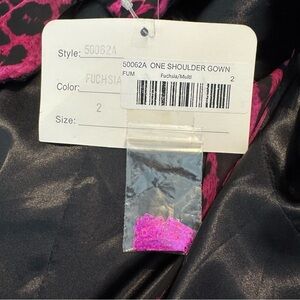 Style: 50062A
50062A ONE SHOULDER GOWN
FUM Fuchsia/Multi 2
Color: FUCHSIA
2
Size: